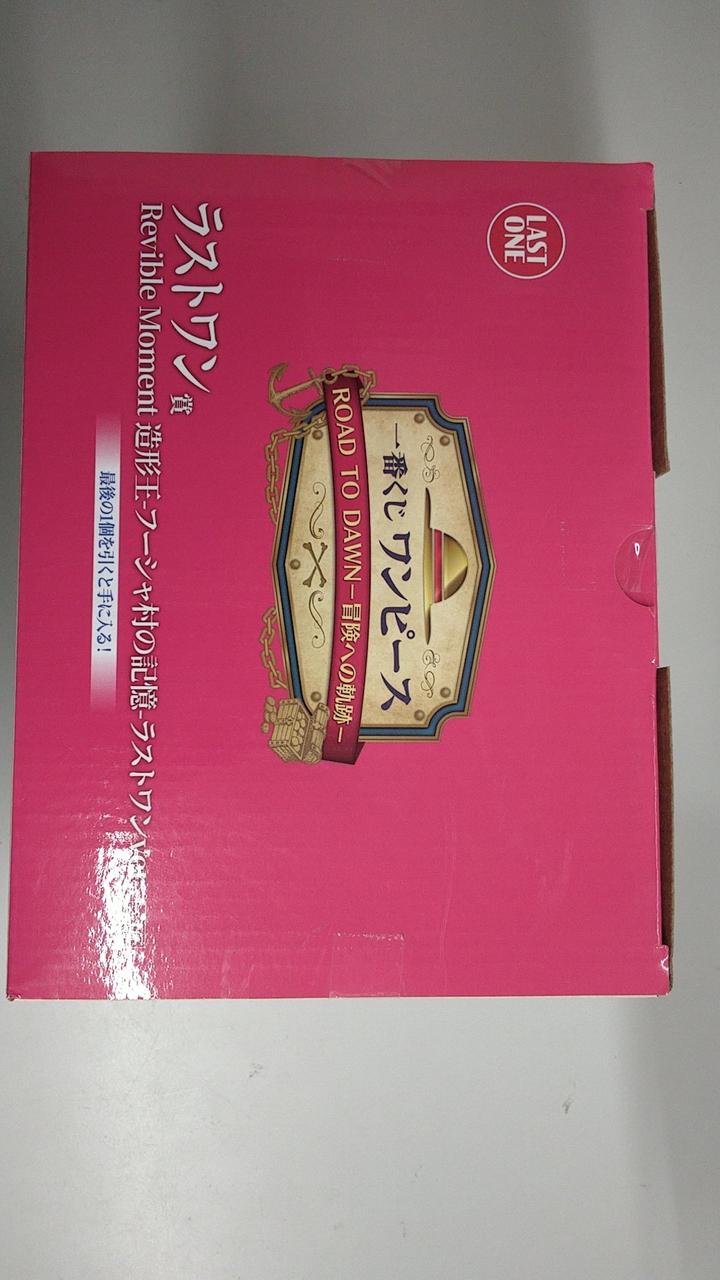 LAST
ONE
一番くじ ワンピース
ROAD TO DAWN－冒険への軌跡－
ラストワン賞
Revible Moment 造形王-フーシャ村の記憶-ラストワンver.
最後の1個を引くと手に入る!